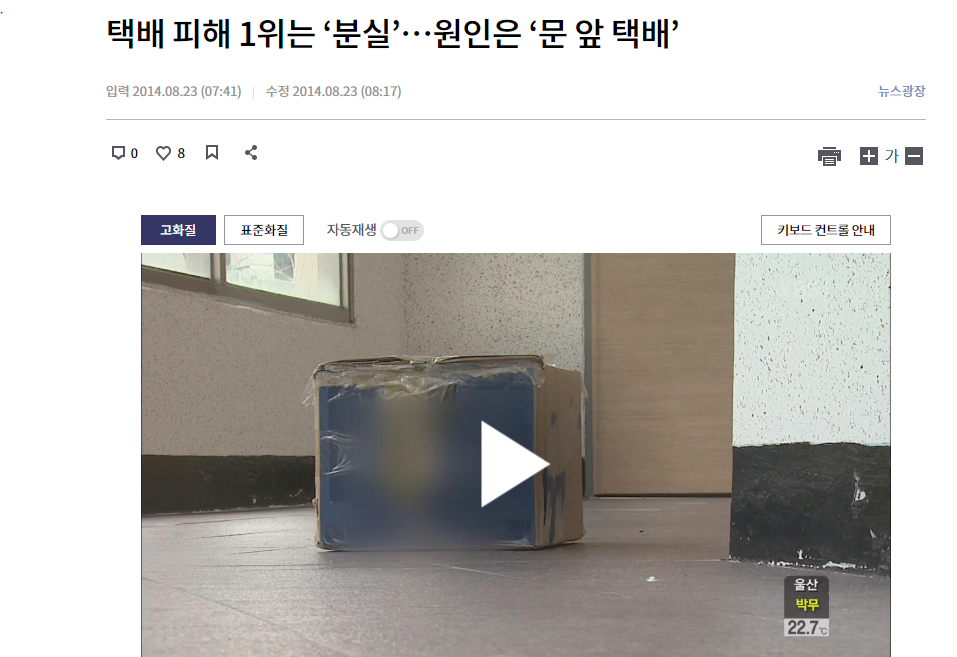 택배 피해 1위는 ‘분실’…원인은 ‘문 앞 택배’
입력 2014.08.23 (07:41) | 수정 2014.08.23 (08:17) 뉴스광장
0 8 가
고화질 표준화질 자동재생 OFF 키보드 컨트롤 안내
울산
박무
22.7℃